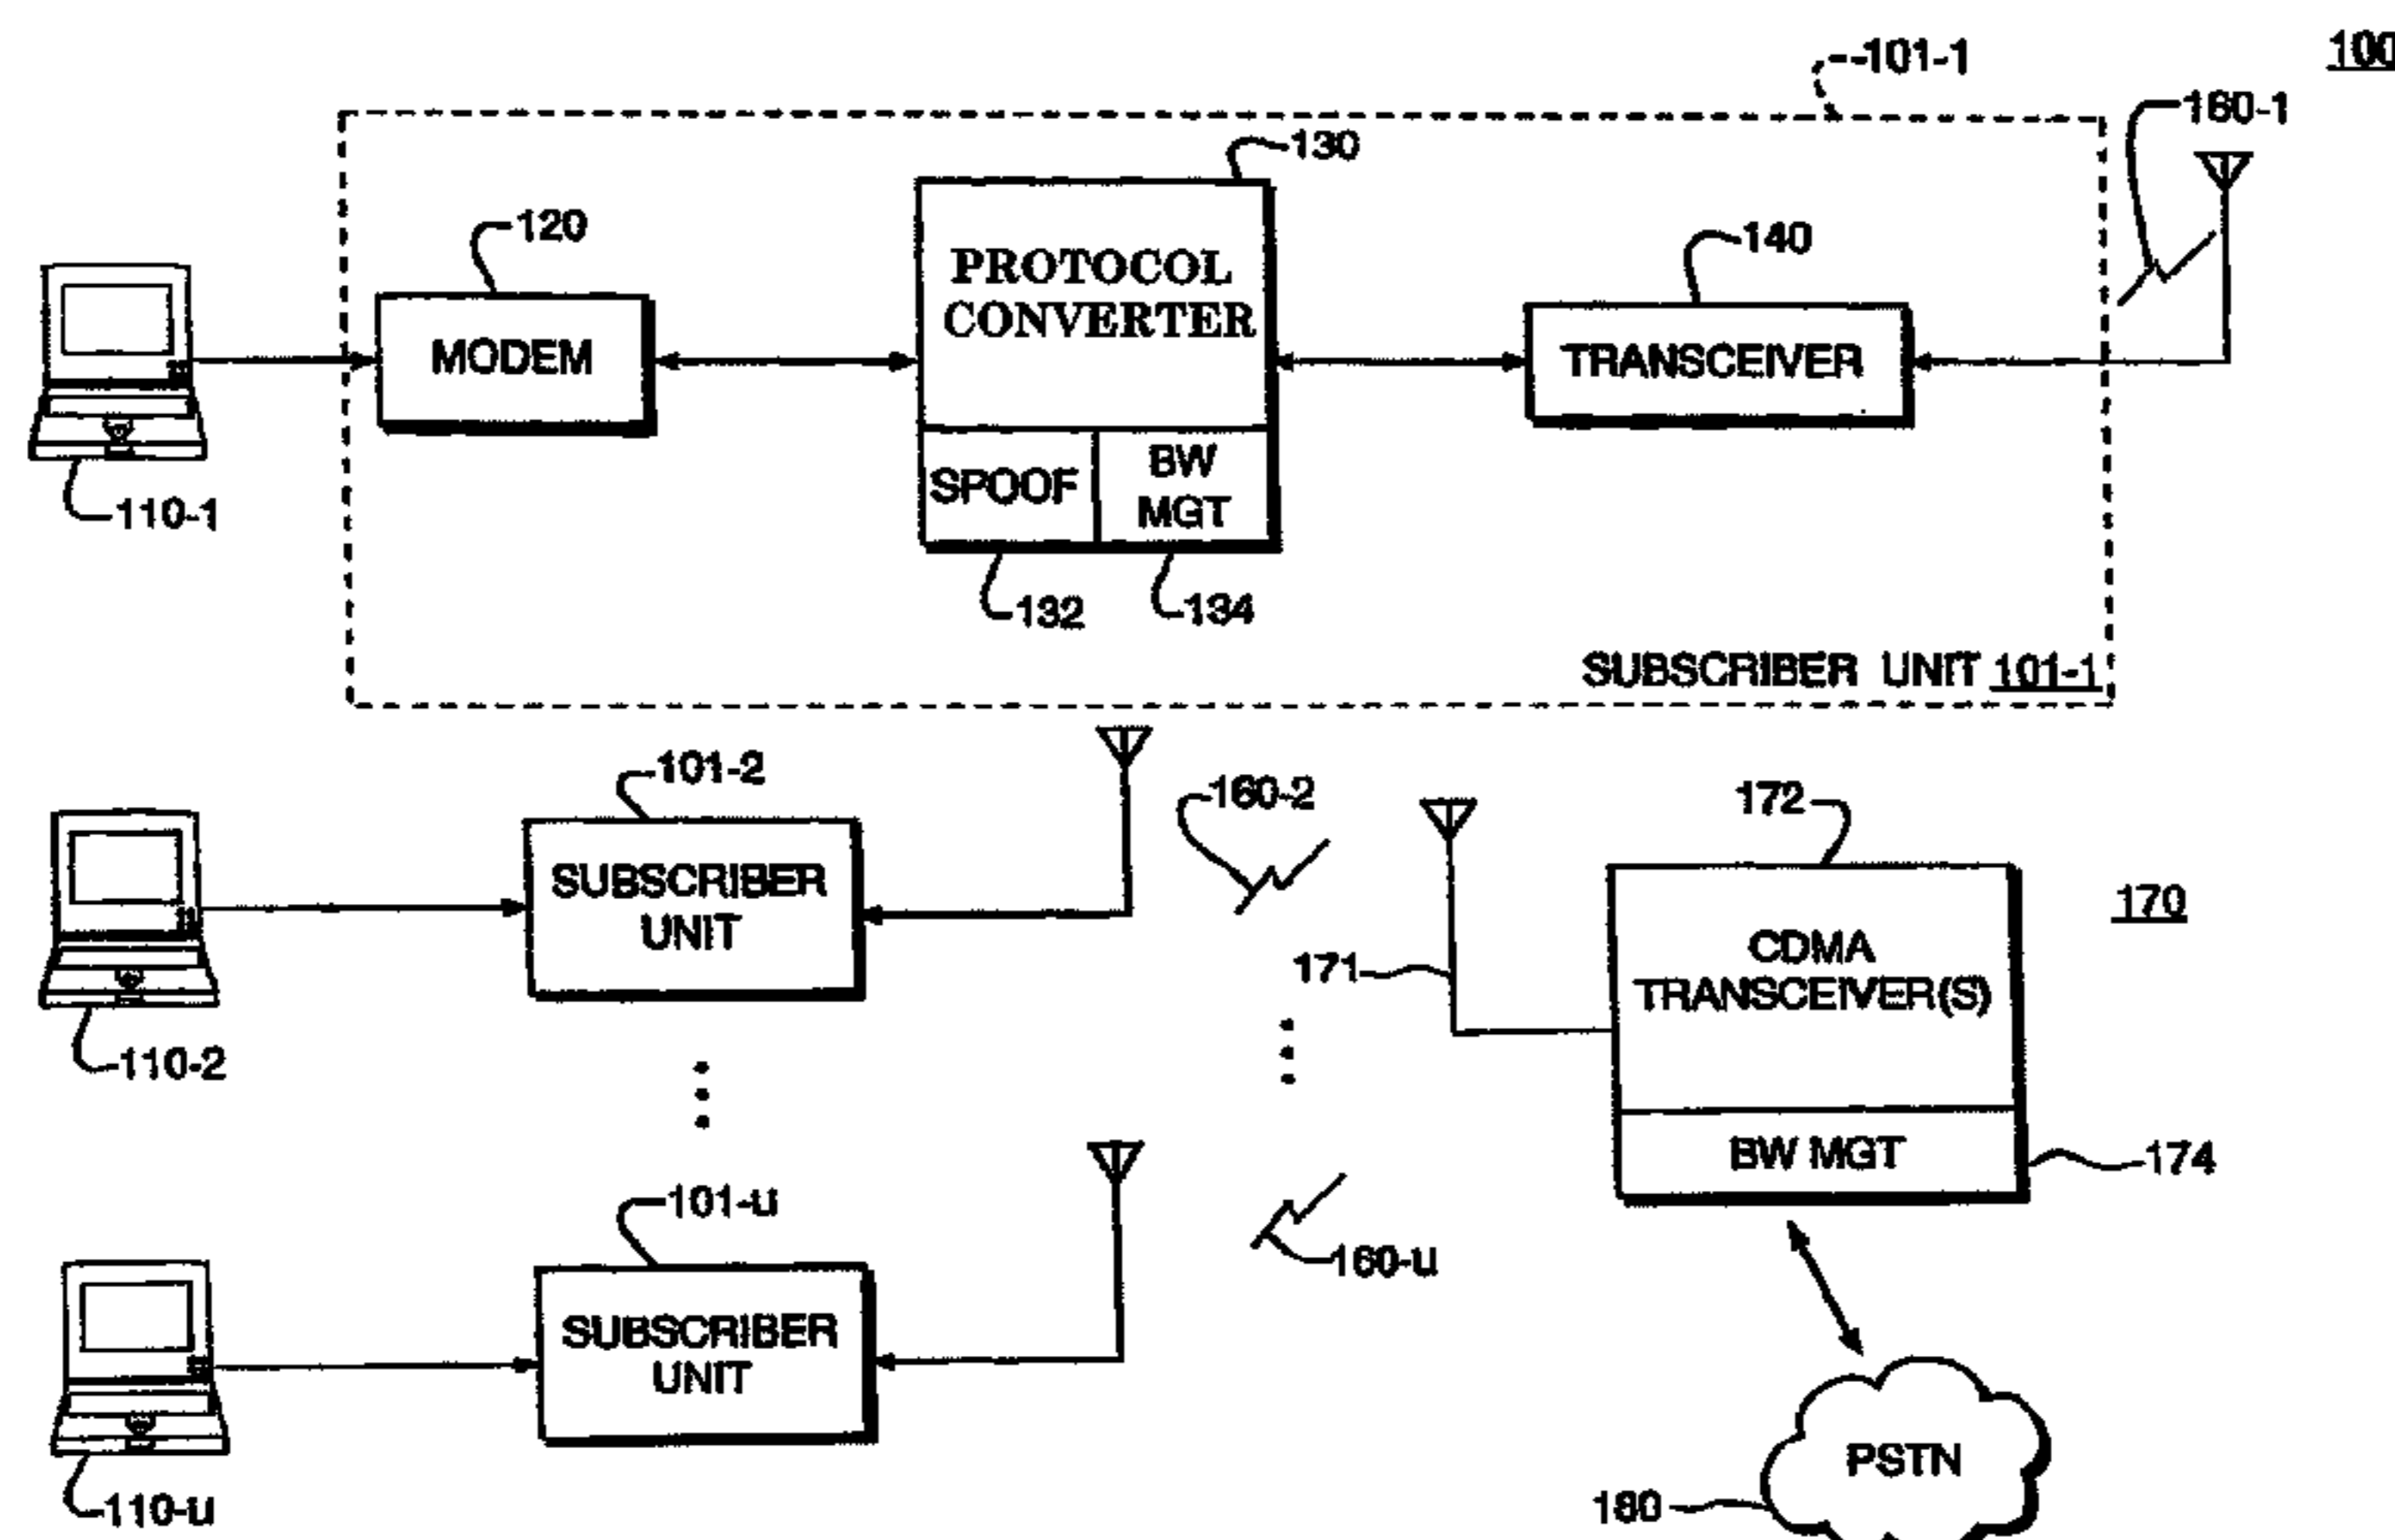 100
101-1
160-1
130
120
140
PROTOCOL
CONVERTER
MODEM
TRANSCEIVER
SPOOF
BW
MGT
110-1
132
134
SUBSCRIBER UNIT 101-1
101-2
160-2
172
SUBSCRIBER
UNIT
170
171
CDMA
TRANSCEIVER(S)
110-2
BW MGT
174
101-u
160-u
SUBSCRIBER
UNIT
PSTN
180
110-u